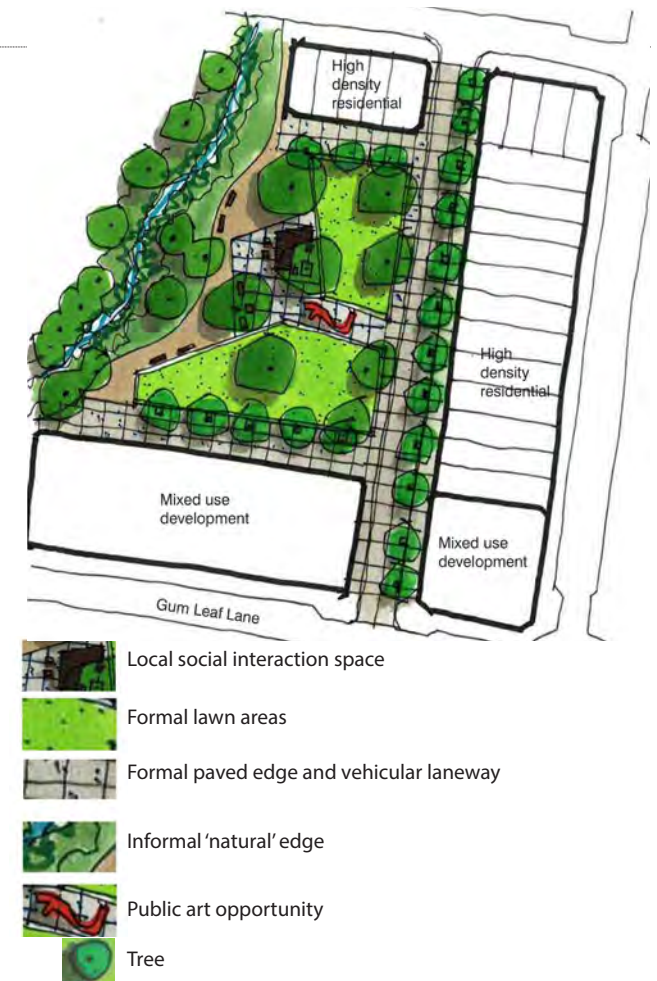 High
density
residential
High
density
residential
Mixed use
development
Mixed use
development
Gum Leaf Lane
Local social interaction space
Formal lawn areas
Formal paved edge and vehicular laneway
Informal ‘natural’ edge
Public art opportunity
Tree